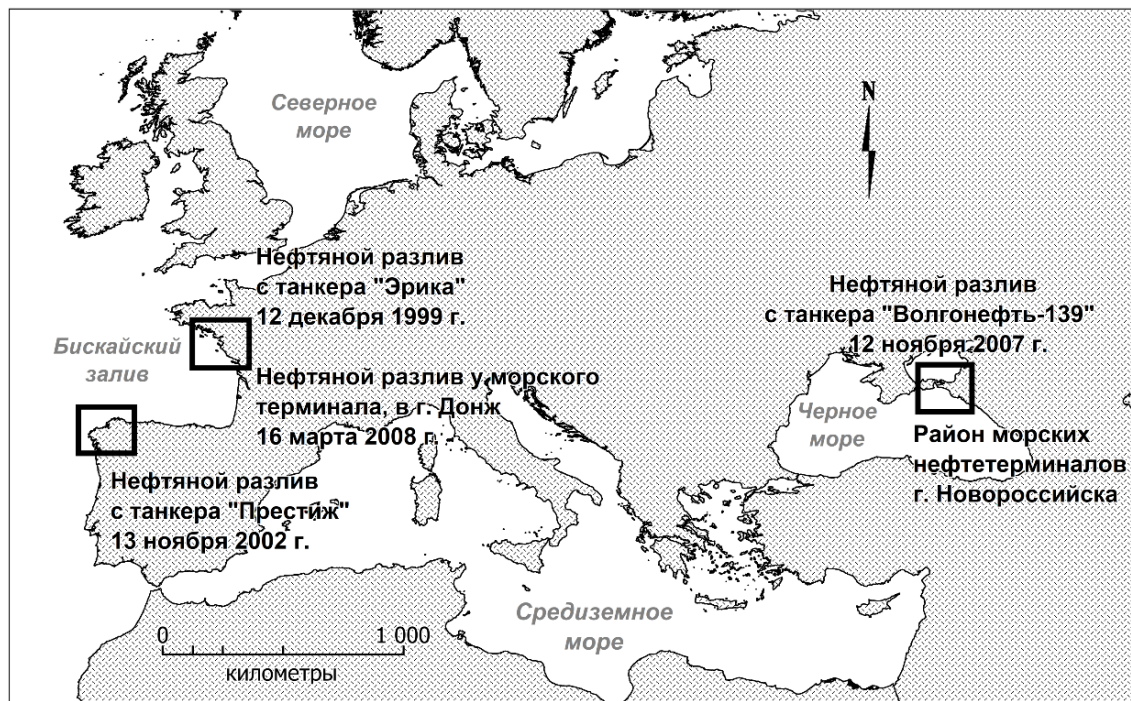 Северное
море
N
Нефтяной разлив
с танкера "Эрика"
12 декабря 1999 г.
Нефтяной разлив
с танкера "Волгонефть-139"
12 ноября 2007 г.
Бискайский
залив
Нефтяной разлив у морского
терминала, в г. Донж
16 марта 2008 г.
Черное
море
Район морских
нефтетерминалов
г. Новороссийска
Нефтяной разлив
с танкера "Престиж"
13 ноября 2002 г.
Средиземное
море
0 1 000
километры